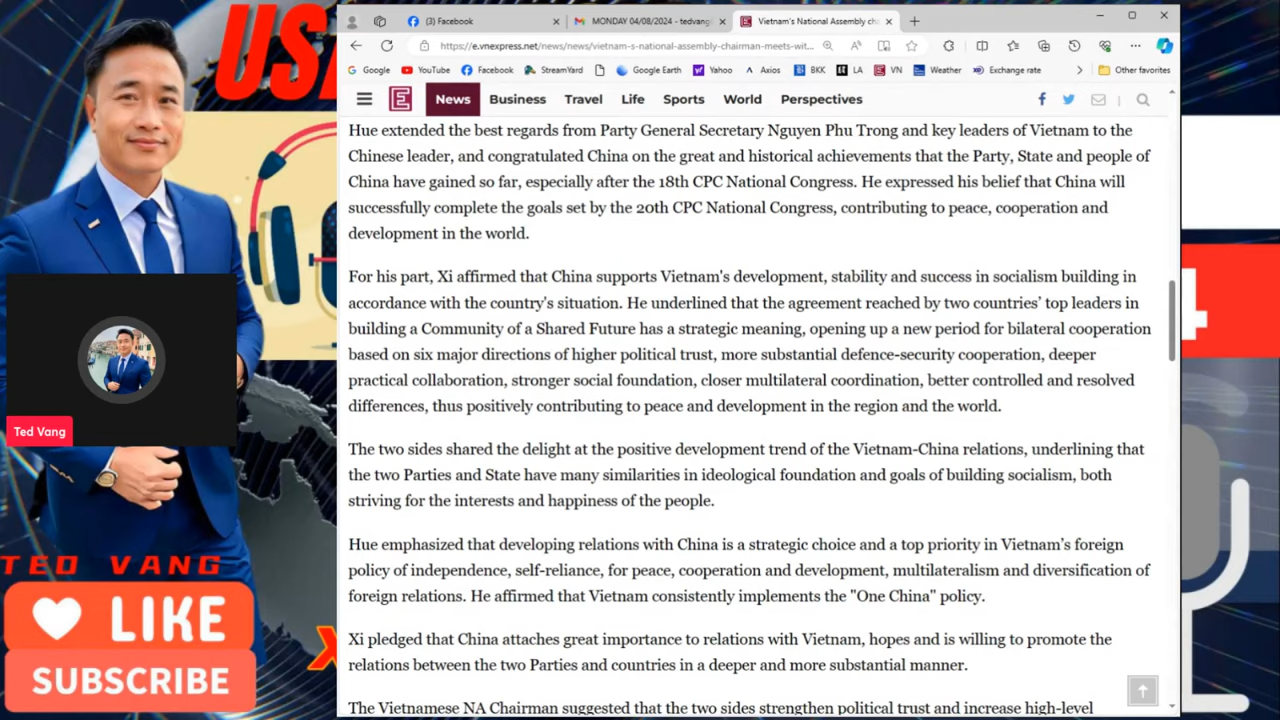 USA
(3) Facebook
MONDAY 04/08/2024 - tedvang
Vietnam's National Assembly ch
https://e.vnexpress.net/news/news/vietnam-s-national-assembly-chairman-meets-wit...
Google
YouTube
Facebook
StreamYard
Google Earth
Yahoo
Axios
BKK
LA
VN
Weather
Exchange rate
Other favorites
E
News
Business
Travel
Life
Sports
World
Perspectives
Hue extended the best regards from Party General Secretary Nguyen Phu Trong and key leaders of Vietnam to the
Chinese leader, and congratulated China on the great and historical achievements that the Party, State and people of
China have gained so far, especially after the 18th CPC National Congress. He expressed his belief that China will
successfully complete the goals set by the 20th CPC National Congress, contributing to peace, cooperation and
development in the world.
For his part, Xi affirmed that China supports Vietnam's development, stability and success in socialism building in
accordance with the country's situation. He underlined that the agreement reached by two countries’ top leaders in
building a Community of a Shared Future has a strategic meaning, opening up a new period for bilateral cooperation
based on six major directions of higher political trust, more substantial defence-security cooperation, deeper
practical collaboration, stronger social foundation, closer multilateral coordination, better controlled and resolved
differences, thus positively contributing to peace and development in the region and the world.
The two sides shared the delight at the positive development trend of the Vietnam-China relations, underlining that
the two Parties and State have many similarities in ideological foundation and goals of building socialism, both
striving for the interests and happiness of the people.
Hue emphasized that developing relations with China is a strategic choice and a top priority in Vietnam’s foreign
policy of independence, self-reliance, for peace, cooperation and development, multilateralism and diversification of
foreign relations. He affirmed that Vietnam consistently implements the "One China" policy.
Xi pledged that China attaches great importance to relations with Vietnam, hopes and is willing to promote the
relations between the two Parties and countries in a deeper and more substantial manner.
The Vietnamese NA Chairman suggested that the two sides strengthen political trust and increase high-level
Ted Vang
TED VANG
LIKE
SUBSCRIBE